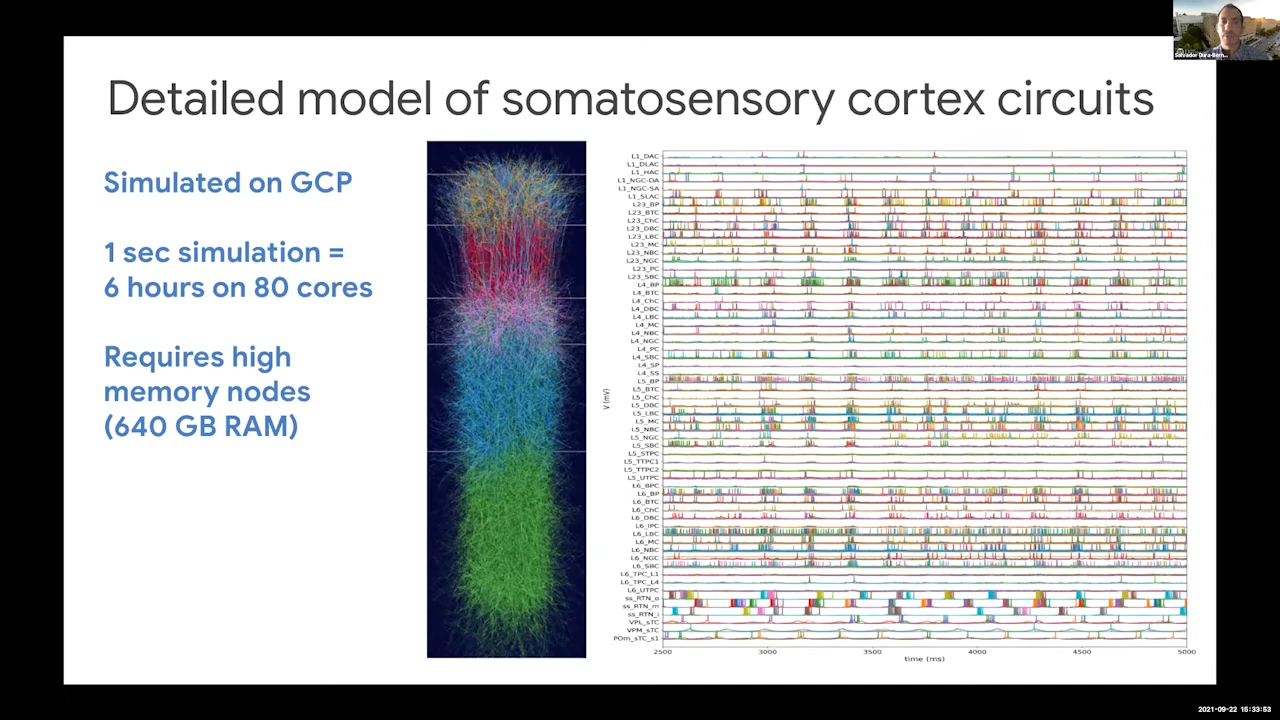 Detailed model of somatosensory cortex circuits
Simulated on GCP
1 sec simulation =
6 hours on 80 cores
Requires high
memory nodes
(640 GB RAM)
V (mV)
L1_DAC
L1_DLAC
L1_HAC
L1_NGC-DA
L1_NGC-SA
L1_SLAC
L23_BP
L23_BTC
L23_ChC
L23_DBC
L23_LBC
L23_MC
L23_NBC
L23_NGC
L23_PC
L23_SBC
L4_BP
L4_BTC
L4_ChC
L4_DBC
L4_LBC
L4_MC
L4_NBC
L4_NGC
L4_PC
L4_SBC
L4_SP
L4_SS
L5_BP
L5_BTC
L5_ChC
L5_DBC
L5_LBC
L5_MC
L5_NBC
L5_NGC
L5_SBC
L5_STPC
L5_TTPC1
L5_TTPC2
L5_UTPC
L6_BPC
L6_BP
L6_BTC
L6_ChC
L6_DBC
L6_IPC
L6_LBC
L6_MC
L6_NBC
L6_NGC
L6_SBC
L6_TPC_L1
L6_TPC_L4
L6_UTPC
ss_RTN_o
ss_RTN_m
ss_RTN_i
VPL_sTC
VPM_sTC
POm_sTC_s1
2500 3000 3500 4000 4500 5000
time (ms)
2021-09-22 15:33:53